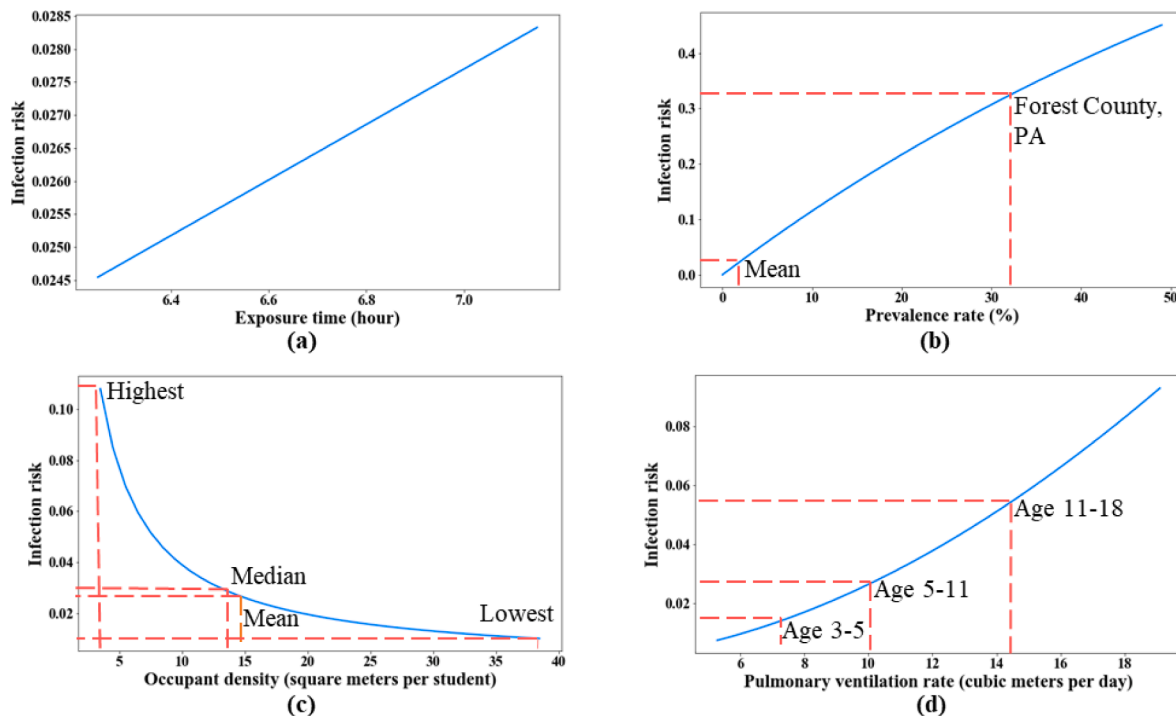 0.0285
0.0280
0.0275
0.0270
0.0265
0.0260
0.0255
0.0250
0.0245
Infection risk
6.4 6.6 6.8 7.0
Exposure time (hour)
(a)
0.4
0.3
0.2
0.1
0.0
Infection risk
Forest County,
PA
Mean
0 10 20 30 40 50
Prevalence rate (%)
(b)
0.10
0.08
0.06
0.04
0.02
Infection risk
Highest
Median
Mean
Lowest
5 10 15 20 25 30 35 40
Occupant density (square meters per student)
(c)
0.08
0.06
0.04
0.02
Infection risk
Age 11-18
Age 5-11
Age 3-5
6 8 10 12 14 16 18
Pulmonary ventilation rate (cubic meters per day)
(d)